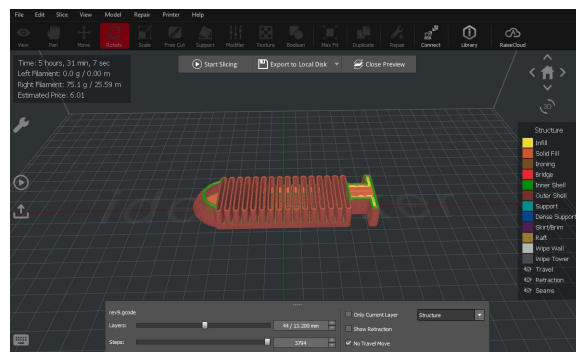 File Edit Slice View Model Repair Printer Help
View Pan Move Rotate Scale Free Cut Support Modifier Texture Boolean Max Fit Duplicate Repair Connect Library RaiseCloud
Time: 5 hours, 31 min, 7 sec
Left Filament: 0.0 g / 0.00 m
Right Filament: 75.1 g / 25.59 m
Estimated Price: 6.01
Start Slicing Export to Local Disk Close Preview
Structure
Infill
Solid Fill
Ironing
Bridge
Inner Shell
Outer Shell
Support
Dense Support
Skirt/Brim
Raft
Wipe Wall
Wipe Tower
Travel
Retraction
Seams
rev9.gcode
Layers: 44 / 13.200 mm
Steps: 3794
Only Current Layer Structure
Show Retraction
No Travel Move